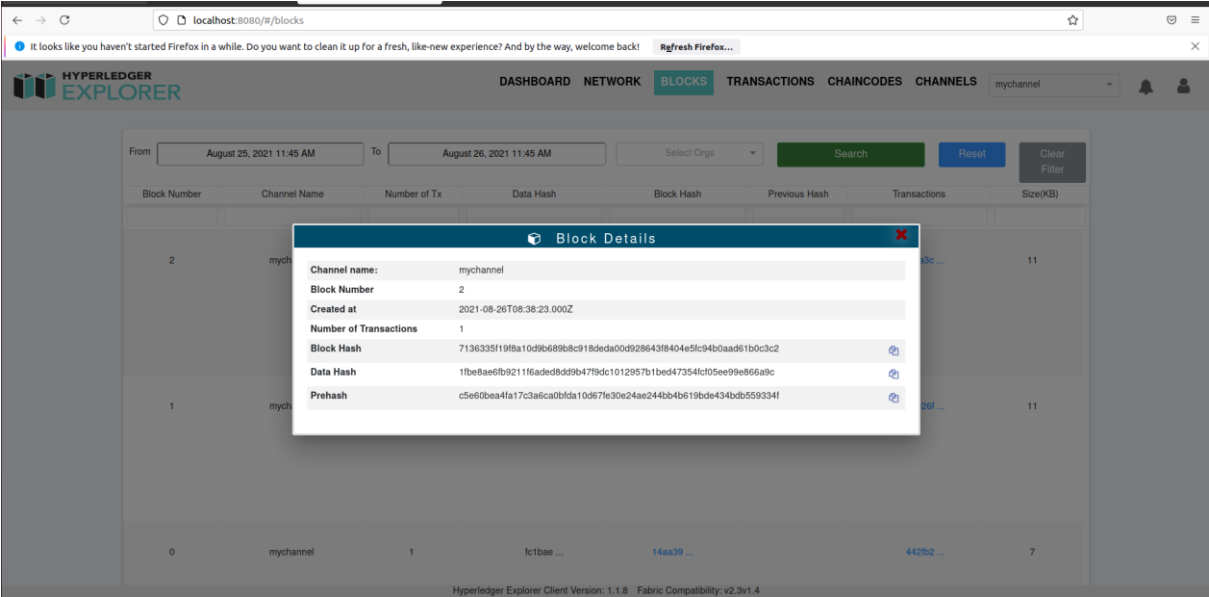 localhost:8080/#/blocks
It looks like you haven't started Firefox in a while. Do you want to clean it up for a fresh, like-new experience? And by the way, welcome back! Refresh Firefox...
HYPERLEDGER
EXPLORER
DASHBOARD NETWORK BLOCKS TRANSACTIONS CHAINCODES CHANNELS mychannel
From August 25, 2021 11:45 AM To August 26, 2021 11:45 AM Select Orgs Search Reset Clear Filter
Block Number Channel Name Number of Tx Data Hash Block Hash Previous Hash Transactions Size(KB)
Block Details
2 mych a3c ... 11
Channel name: mychannel
Block Number 2
Created at 2021-08-26T08:38:23.000Z
Number of Transactions 1
Block Hash 7136335f19f8a10d9b689b8c918deda00d928643f8404e5fc94b0aad61b0c3c2
Data Hash 1fbe8ae6fb9211f6aded8dd9b47f9dc1012957b1bed47354fcf05ee99e866a9c
Prehash c5e60bea4fa17c3a6ca0bfda10d67fe30e24ae244bb4b619bde434bdb559334f
1 mych 26f ... 11
0 mychannel 1 fc1bae ... 14aa39 ... 442fb2 ... 7
Hyperledger Explorer Client Version: 1.1.8 Fabric Compatibility: v2.3v1.4